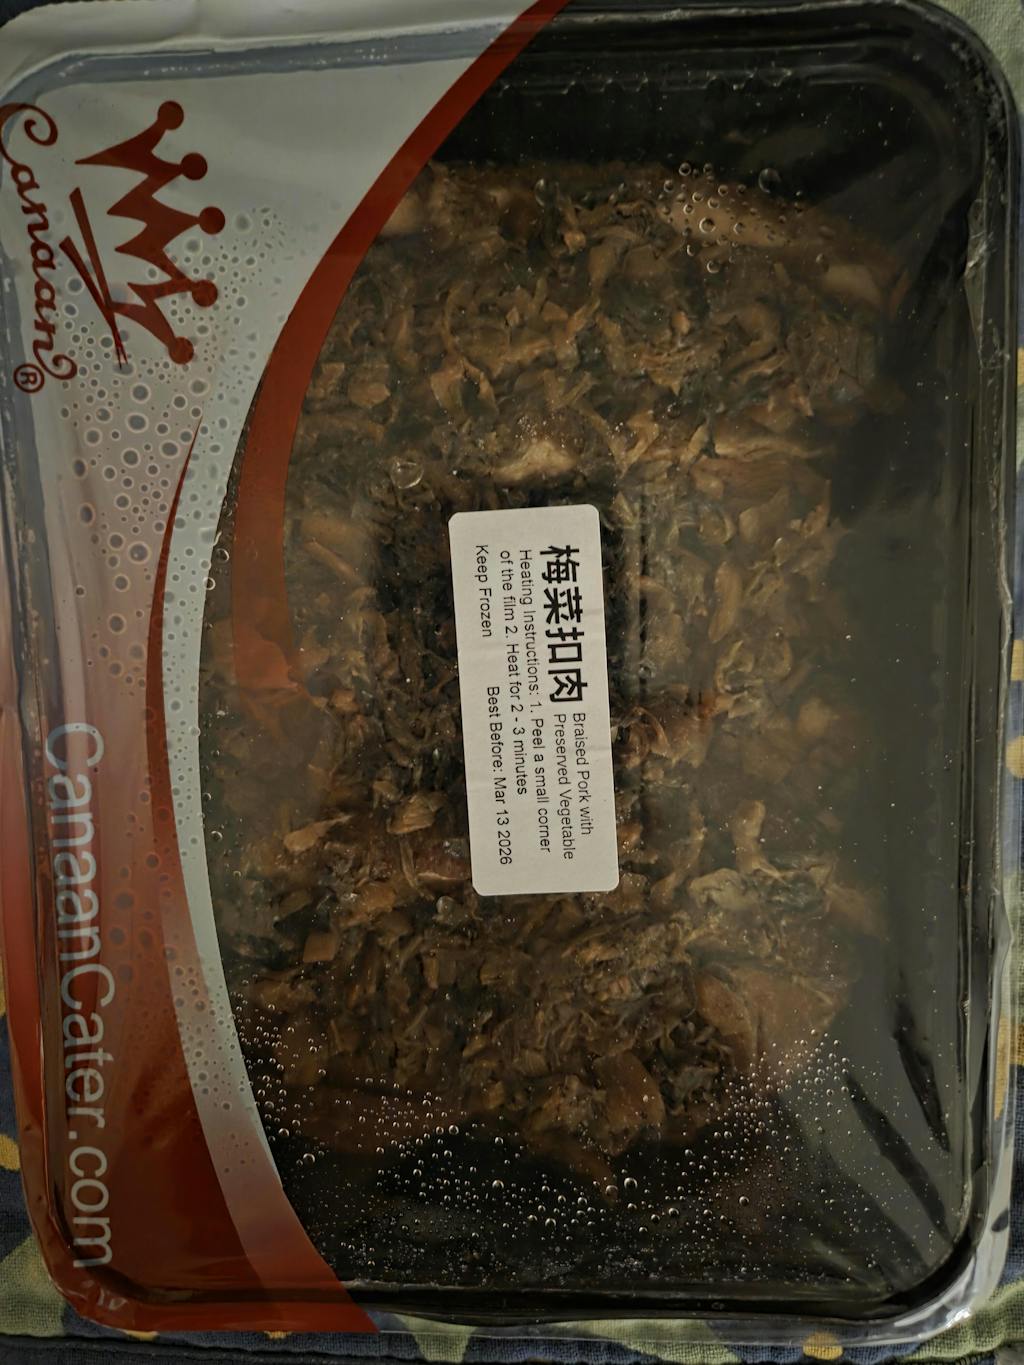 Canaan®
CanaanCater.com
梅菜扣肉
Braised Pork with
Preserved Vegetable
Heating Instructions: 1. Peel a small corner
of the film 2. Heat for 2 - 3 minutes
Keep Frozen Best Before: Mar 13 2026